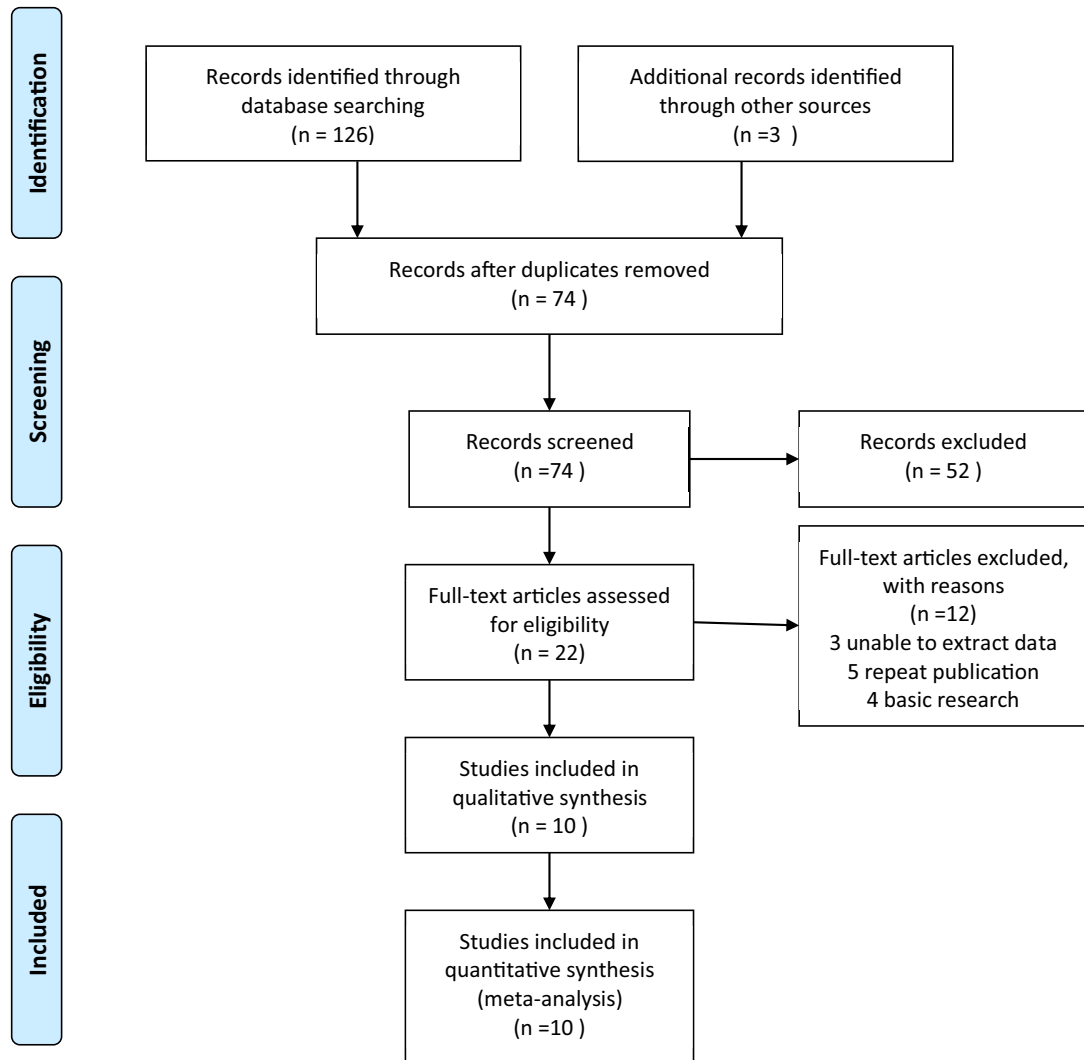 Identification
Records identified through
database searching
(n = 126)
Additional records identified
through other sources
(n =3  )
Records after duplicates removed
(n = 74 )
Screening
Records screened
(n =74 )
Records excluded
(n = 52 )
Eligibility
Full-text articles assessed
for eligibility
(n = 22)
Full-text articles excluded,
with reasons
(n =12)
3 unable to extract data
5 repeat publication
4 basic research
Studies included in
qualitative synthesis
(n = 10 )
Included
Studies included in
quantitative synthesis
(meta-analysis)
(n =10 )